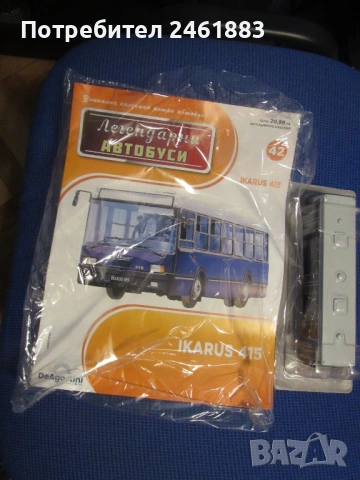 Потребител 2461883
Легендарни
АВТОБУСИ
42
IKARUS 415
IKARUS 415
DeAgostini
BAZAR